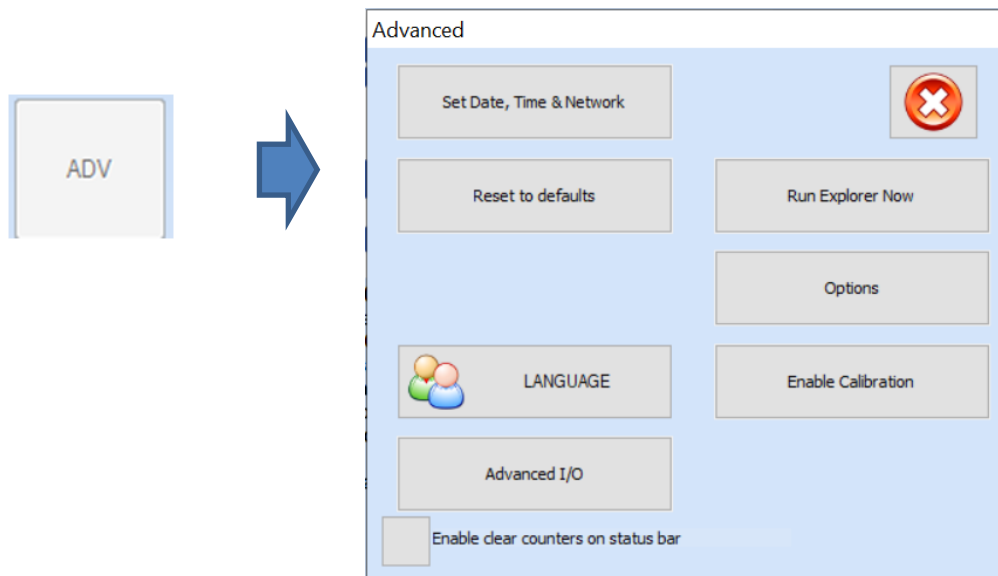 Advanced
ADV
Set Date, Time & Network
Reset to defaults
Run Explorer Now
Options
LANGUAGE
Enable Calibration
Advanced I/O
Enable clear counters on status bar